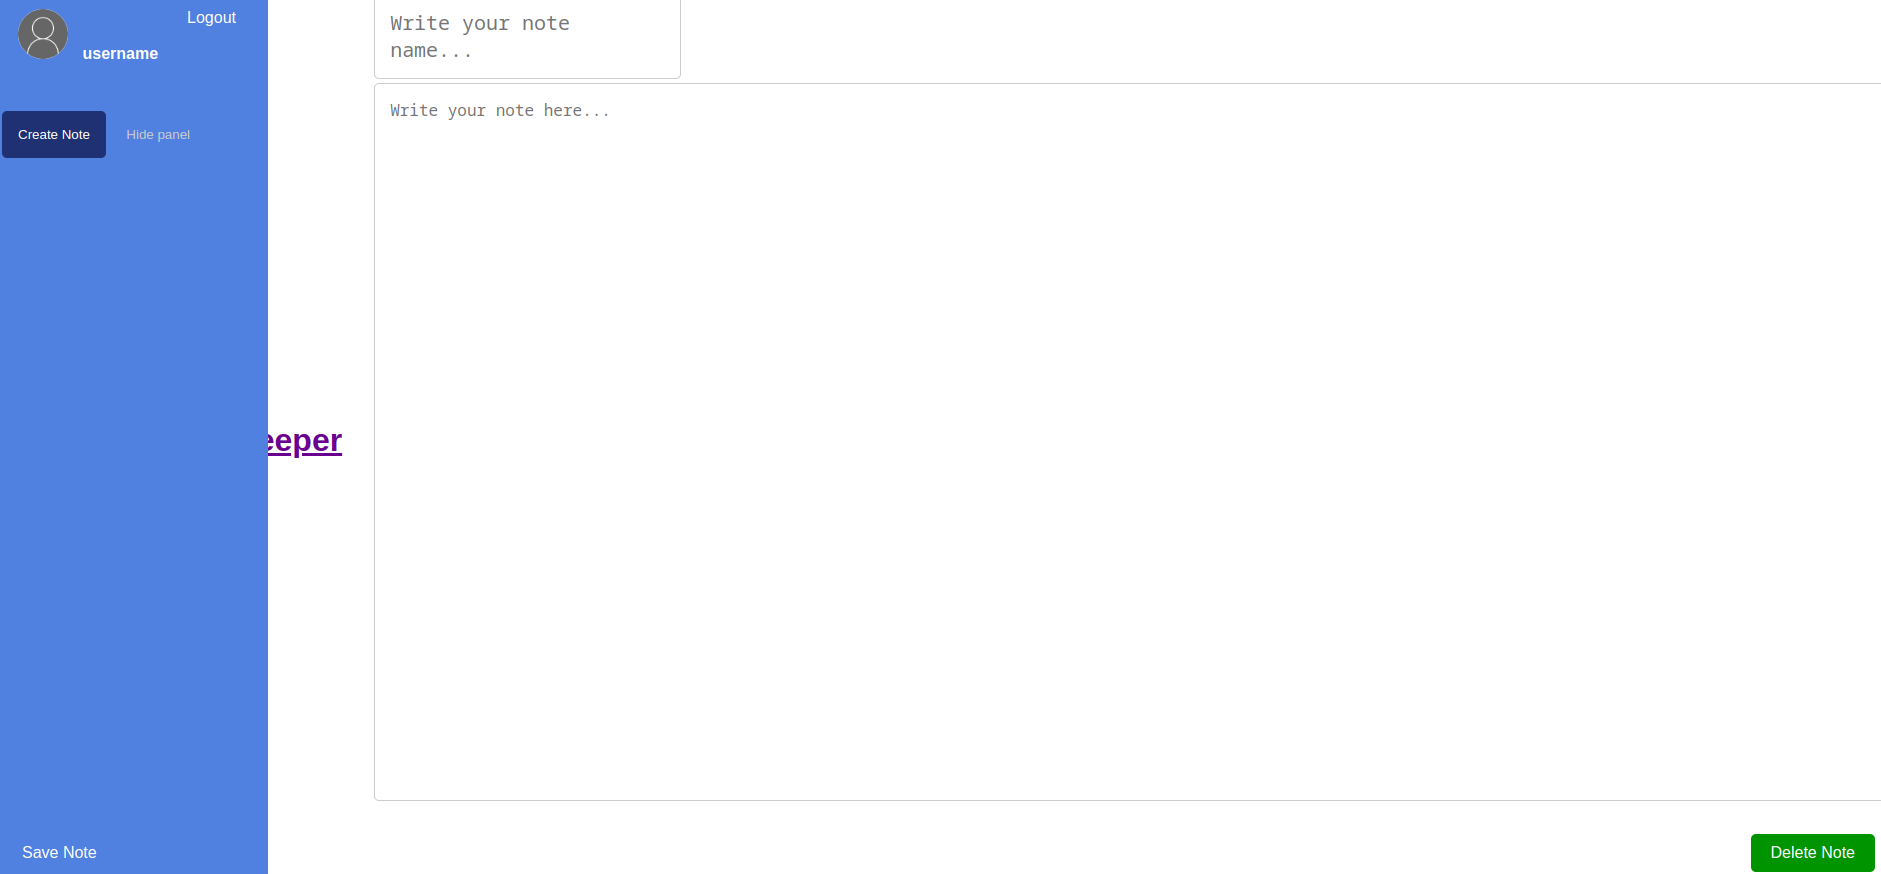 Logout
username
Create Note
Hide panel
Write your note
name...
Write your note here...
eeper
Save Note
Delete Note